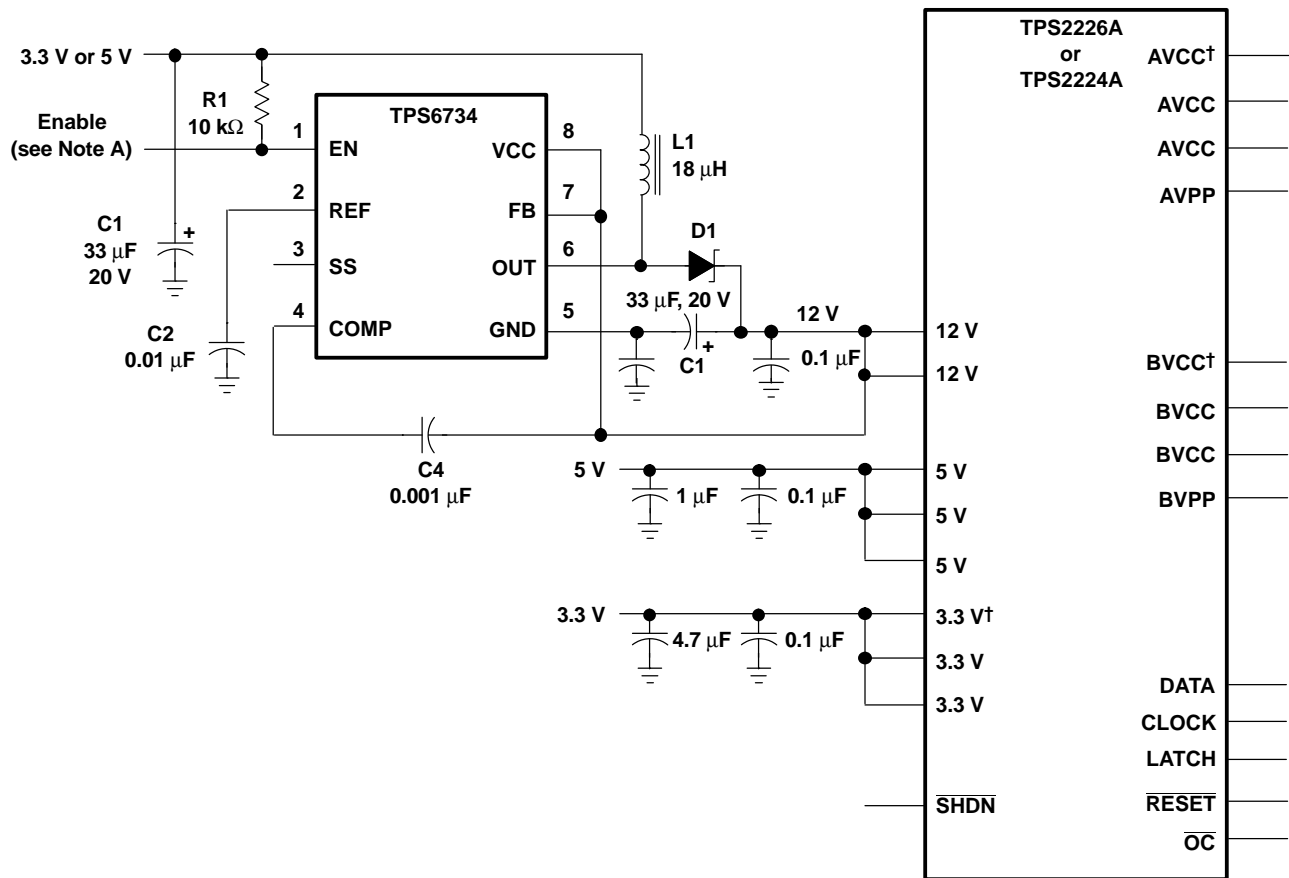 TPS2226A
or
TPS2224A
3.3 V or 5 V
AVCC†
R1
10 kΩ
TPS6734
AVCC
Enable
(see Note A)
1
EN
8
VCC
L1
18 μH
AVCC
2
REF
7
FB
AVPP
C1
33 μF
20 V
+
3
SS
6
OUT
D1
33 μF, 20 V
4
COMP
5
GND
12 V
12 V
C2
0.01 μF
C1
+
0.1 μF
12 V
BVCC†
BVCC
C4
0.001 μF
5 V
1 μF
0.1 μF
5 V
BVCC
5 V
BVPP
5 V
3.3 V
4.7 μF
0.1 μF
3.3 V†
3.3 V
3.3 V
DATA
CLOCK
LATCH
SHDN
RESET
OC